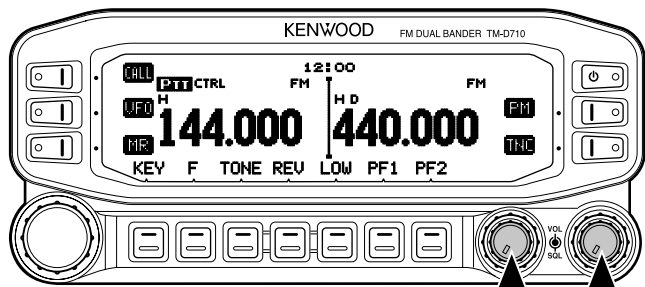 KENWOOD FM DUAL BANDER TM-D710
12:00
CALL PTT CTRL FM FM
VFO H 144.000 H D 440.000 PM
MR TNC
KEY F TONE REV LOW PF1 PF2
VOL
SQL